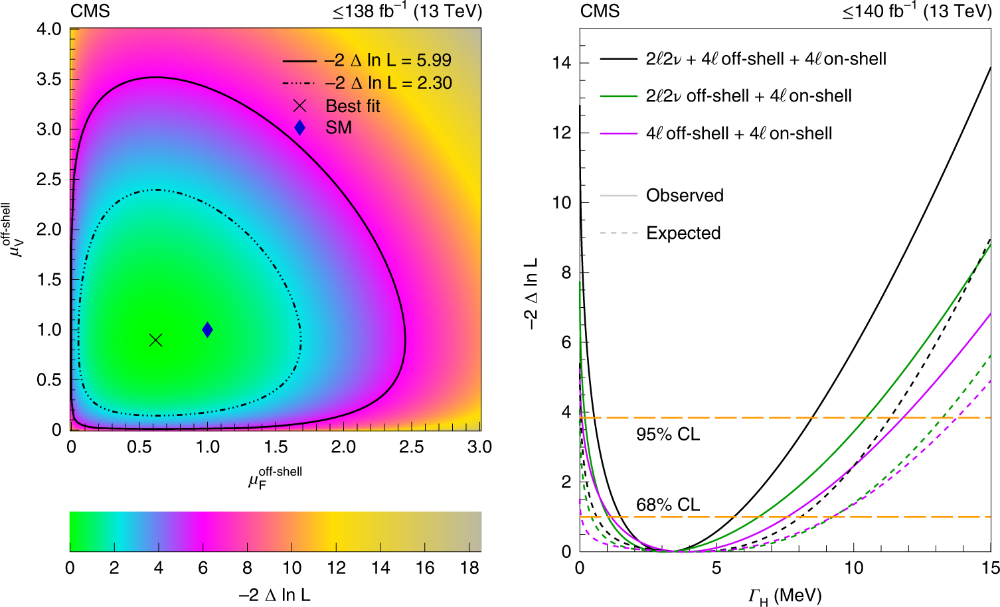 CMS ≤138 fb⁻¹ (13 TeV)
−2 Δ ln L = 5.99
−2 Δ ln L = 2.30
Best fit
SM
4.0
3.5
3.0
2.5
2.0
1.5
1.0
0.5
0
μ_V^off-shell
0 0.5 1.0 1.5 2.0 2.5 3.0
μ_F^off-shell
0 2 4 6 8 10 12 14 16 18
−2 Δ ln L
CMS ≤140 fb⁻¹ (13 TeV)
2ℓ2ν + 4ℓ off-shell + 4ℓ on-shell
2ℓ2ν off-shell + 4ℓ on-shell
4ℓ off-shell + 4ℓ on-shell
Observed
Expected
14
12
10
8
6
4
2
0
−2 Δ ln L
95% CL
68% CL
0 5 10 15
Γ_H (MeV)